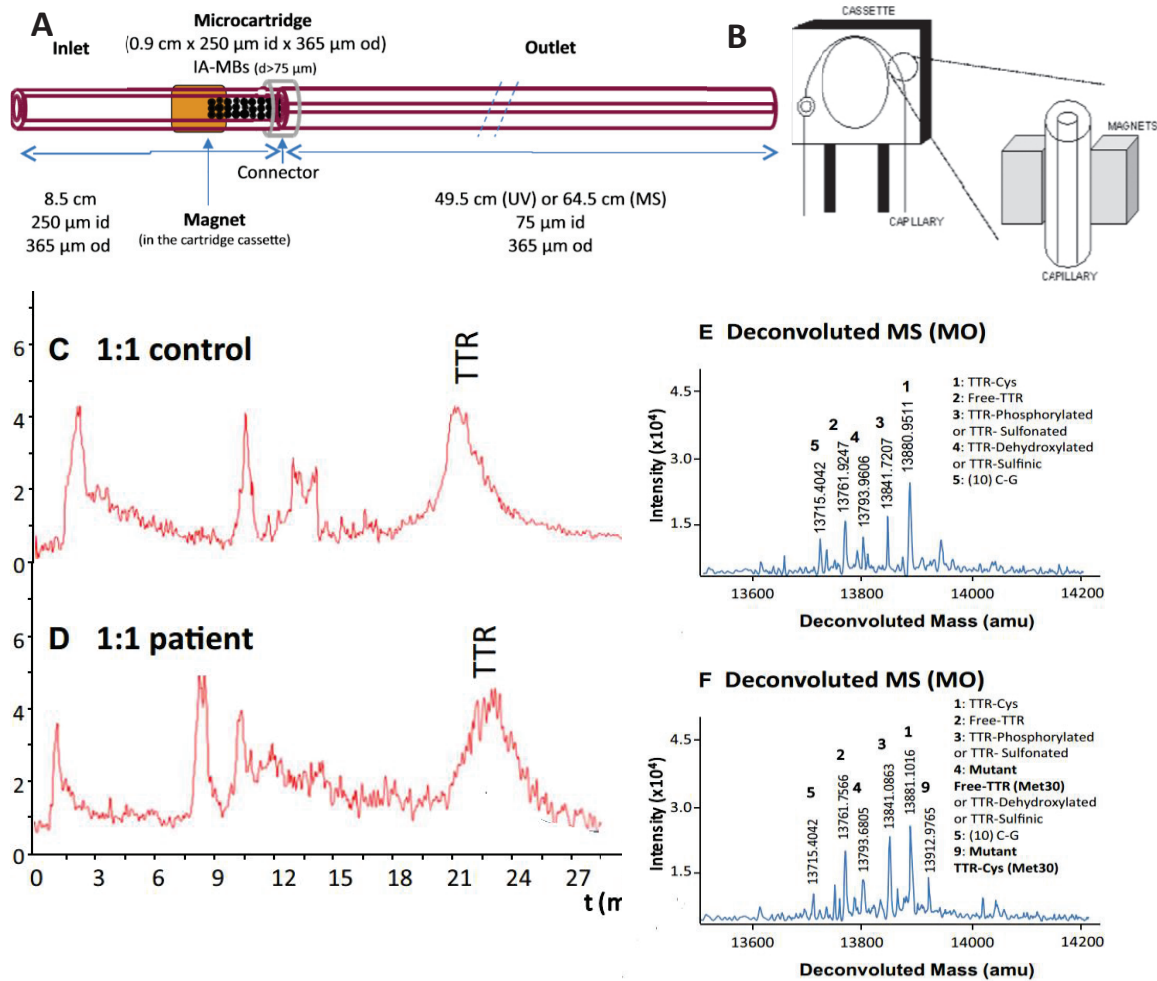 A
Microcartridge
(0.9 cm x 250 µm id x 365 µm od)
IA-MBs (d>75 µm)
Inlet
Outlet
Connector
8.5 cm
250 µm id
365 µm od
Magnet
(in the cartridge cassette)
49.5 cm (UV) or 64.5 cm (MS)
75 µm id
365 µm od
B
CASSETTE
MAGNETS
CAPILLARY
CAPILLARY
C 1:1 control
TTR
6
4
2
0
D 1:1 patient
TTR
6
4
2
0
0 3 6 9 12 15 18 21 24 27
t (m
E Deconvoluted MS (MO)
Intensity (x10⁴)
4.5
3.0
1.5
5
13715.4042
2
13761.9247
4
13793.9606
3
13841.7207
1
13880.9511
1: TTR-Cys
2: Free-TTR
3: TTR-Phosphorylated
or TTR- Sulfonated
4: TTR-Dehydroxylated
or TTR-Sulfinic
5: (10) C-G
13600 13800 14000 14200
Deconvoluted Mass (amu)
F Deconvoluted MS (MO)
Intensity (x10⁴)
4.5
3.0
1.5
5
13715.4042
2
13761.7566
4
13793.6805
3
13841.0863
1
13881.1016
9
13912.9765
1: TTR-Cys
2: Free-TTR
3: TTR-Phosphorylated
or TTR- Sulfonated
4: Mutant
Free-TTR (Met30)
or TTR-Dehydroxylated
or TTR-Sulfinic
5: (10) C-G
9: Mutant
TTR-Cys (Met30)
13600 13800 14000 14200
Deconvoluted Mass (amu)